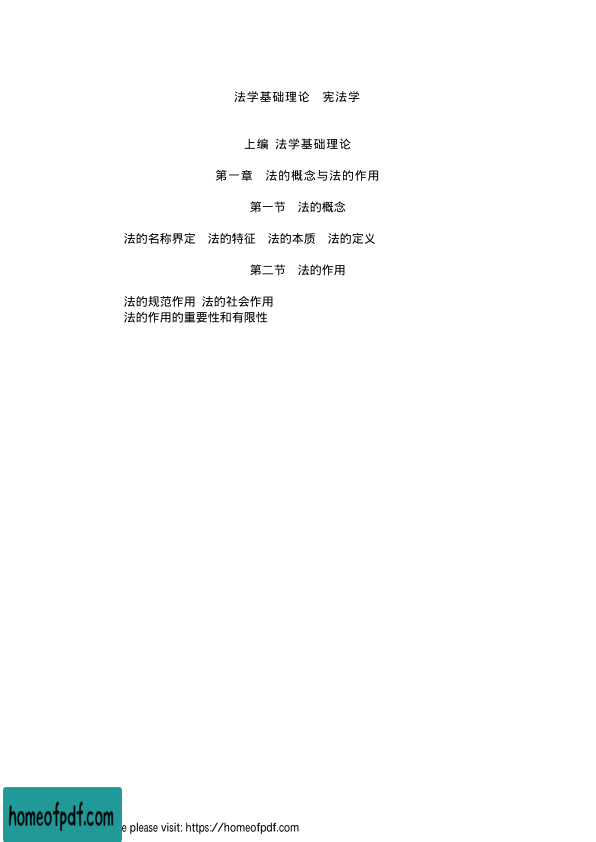 法学基础理论　宪法学
上编 法学基础理论
第一章　法的概念与法的作用
第一节　法的概念
法的名称界定　法的特征　法的本质　法的定义
第二节　法的作用
法的规范作用 法的社会作用
法的作用的重要性和有限性
homeofpdf.com
please visit: https://homeofpdf.com